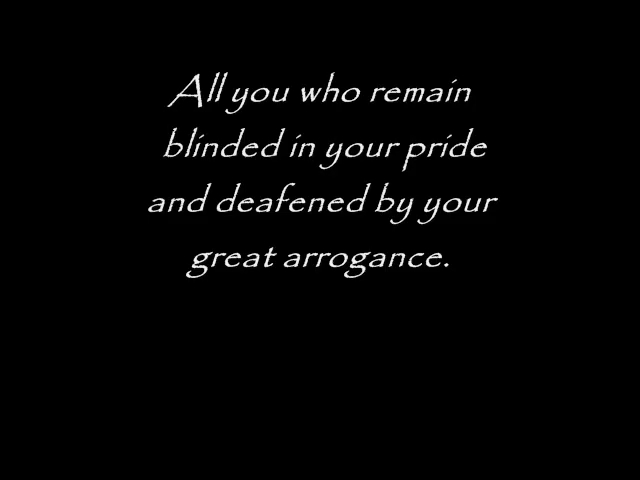 All you who remain
blinded in your pride
and deafened by your
great arrogance.